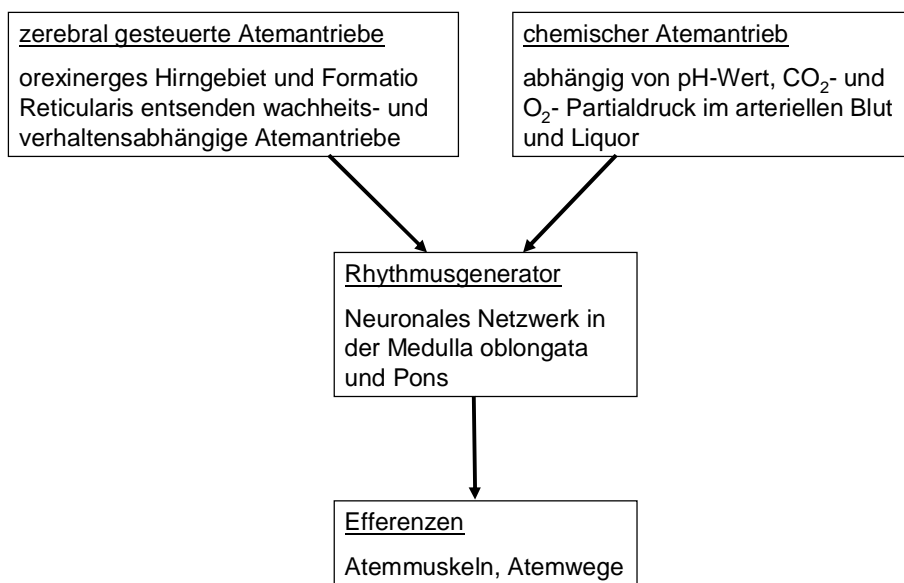 zerebral gesteuerte Atemantriebe
orexinerges Hirngebiet und Formatio
Reticularis entsenden wachheits- und
verhaltensabhängige Atemantriebe
chemischer Atemantrieb
abhängig von pH-Wert, CO₂- und
O₂- Partialdruck im arteriellen Blut
und Liquor
Rhythmusgenerator
Neuronales Netzwerk in
der Medulla oblongata
und Pons
Efferenzen
Atemmuskeln, Atemwege